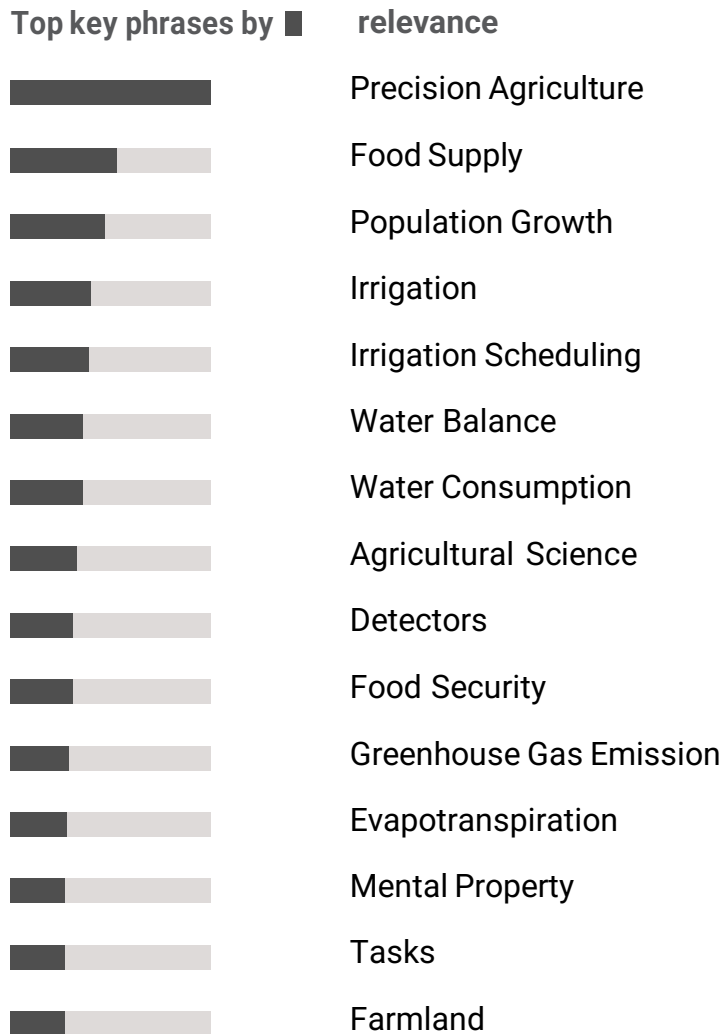 Top key phrases by relevance
Precision Agriculture
Food Supply
Population Growth
Irrigation
Irrigation Scheduling
Water Balance
Water Consumption
Agricultural Science
Detectors
Food Security
Greenhouse Gas Emission
Evapotranspiration
Mental Property
Tasks
Farmland